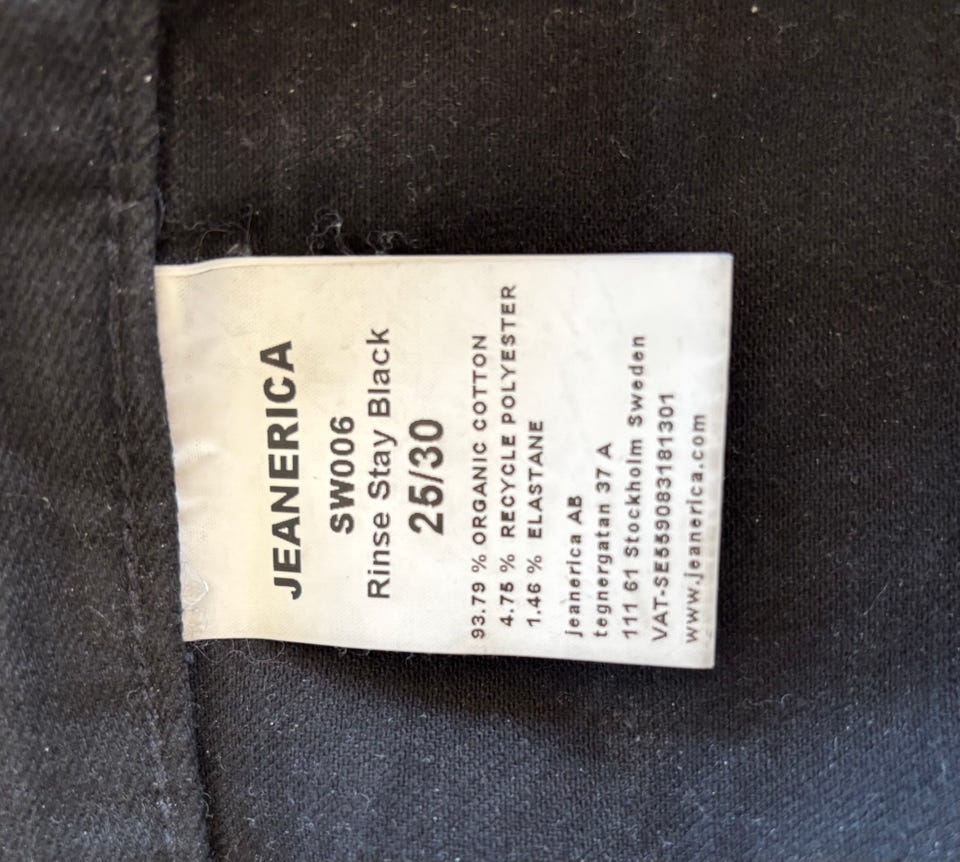 JEANERICA
SW006
Rinse Stay Black
25/30
93.79 % ORGANIC COTTON
4.75 % RECYCLE POLYESTER
1.46 % ELASTANE
jeanerica AB
tegnergatan 37 A
111 61 Stockholm Sweden
VAT-SE559083181301
www.jeanerica.com